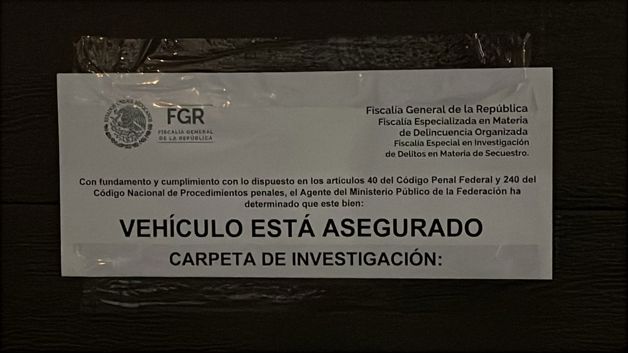 FGR
FISCALÍA GENERAL
DE LA REPÚBLICA
Fiscalía General de la República
Fiscalía Especializada en Materia
de Delincuencia Organizada
Fiscalía Especial en Investigación
de Delitos en Materia de Secuestro.
Con fundamento y cumplimiento con lo dispuesto en los artículos 40 del Código Penal Federal y 240 del
Código Nacional de Procedimientos penales, el Agente del Ministerio Público de la Federación ha
determinado que este bien:
VEHÍCULO ESTÁ ASEGURADO
CARPETA DE INVESTIGACIÓN: